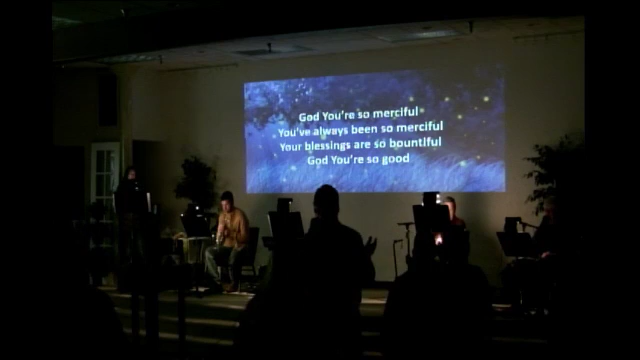 God You're so merciful
You've always been so merciful
Your blessings are so bountiful
God You're so good